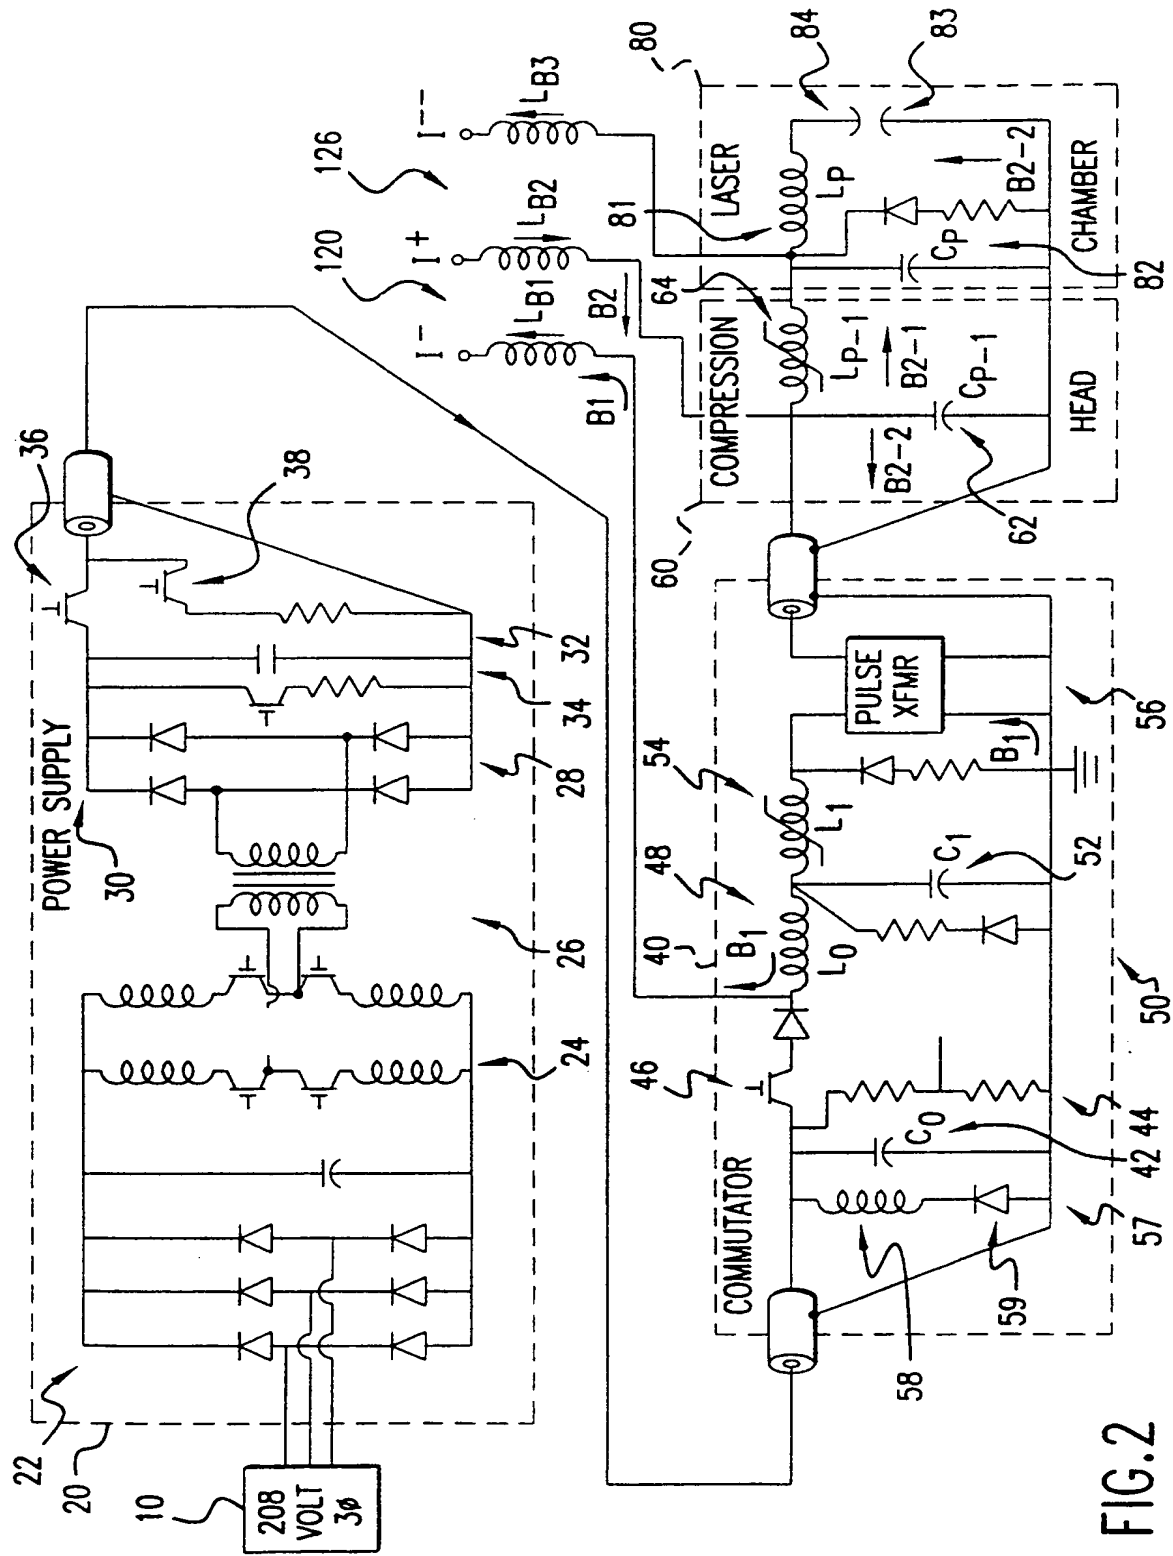 POWER SUPPLY
22
20
10
208
VOLT
3ø
24
26
28
30
32
34
36
38
120
126
I-
I+
I--
LB1
LB2
LB3
B1
B2
COMMUTATOR
40
46
48
54
B1
L0
L1
C0
C1
B1
PULSE
XFMR
42
44
50
52
56
57
58
59
COMPRESSION
HEAD
60
62
64
LP-1
CP-1
B2-1
B2-2
LASER
CHAMBER
80
81
82
83
84
LP
CP
B2-2
FIG.2